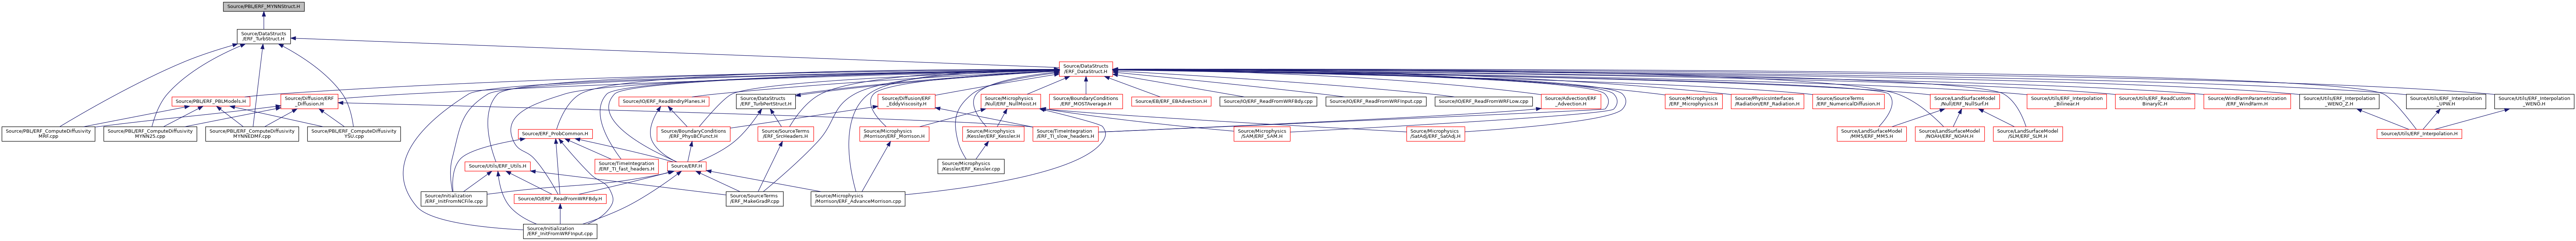 Source/PBL/ERF_MYNNStruct.H
Source/DataStructs
/ERF_TurbStruct.H
Source/DataStructs
/ERF_DataStruct.H
Source/PBL/ERF_PBLModels.H
Source/Diffusion/ERF
_Diffusion.H
Source/IO/ERF_ReadBndryPlanes.H
Source/DataStructs
/ERF_TurbPertStruct.H
Source/Diffusion/ERF
_EddyViscosity.H
Source/Microphysics
/Null/ERF_NullMoist.H
Source/BoundaryConditions
/ERF_MOSTAverage.H
Source/EB/ERF_EBAdvection.H
Source/IO/ERF_ReadFromWRFBdy.cpp
Source/IO/ERF_ReadFromWRFInput.cpp
Source/IO/ERF_ReadFromWRFLow.cpp
Source/Advection/ERF
_Advection.H
Source/Microphysics
/ERF_Microphysics.H
Source/PhysicsInterfaces
/Radiation/ERF_Radiation.H
Source/SourceTerms
/ERF_NumericalDiffusion.H
Source/LandSurfaceModel
/Null/ERF_NullSurf.H
Source/Utils/ERF_Interpolation
_Bilinear.H
Source/Utils/ERF_ReadCustom
BinaryIC.H
Source/WindFarmParametrization
/ERF_WindFarm.H
Source/Utils/ERF_Interpolation
_WENO_Z.H
Source/Utils/ERF_Interpolation
_UPW.H
Source/Utils/ERF_Interpolation
_WENO.H
Source/PBL/ERF_ComputeDiffusivity
MRF.cpp
Source/PBL/ERF_ComputeDiffusivity
MYNN25.cpp
Source/PBL/ERF_ComputeDiffusivity
MYNNEDMF.cpp
Source/PBL/ERF_ComputeDiffusivity
YSU.cpp
Source/ERF_ProbCommon.H
Source/BoundaryConditions
/ERF_PhysBCFunct.H
Source/SourceTerms
/ERF_SrcHeaders.H
Source/Microphysics
/Morrison/ERF_Morrison.H
Source/Microphysics
/Kessler/ERF_Kessler.H
Source/TimeIntegration
/ERF_TI_slow_headers.H
Source/Microphysics
/SAM/ERF_SAM.H
Source/Microphysics
/SatAdj/ERF_SatAdj.H
Source/LandSurfaceModel
/MM5/ERF_MM5.H
Source/LandSurfaceModel
/NOAH/ERF_NOAH.H
Source/LandSurfaceModel
/SLM/ERF_SLM.H
Source/Utils/ERF_Interpolation.H
Source/Utils/ERF_Utils.H
Source/TimeIntegration
/ERF_TI_fast_headers.H
Source/ERF.H
Source/Microphysics
/Kessler/ERF_Kessler.cpp
Source/Initialization
/ERF_InitFromNCFile.cpp
Source/IO/ERF_ReadFromWRFBdy.H
Source/SourceTerms
/ERF_MakeGradP.cpp
Source/Microphysics
/Morrison/ERF_AdvanceMorrison.cpp
Source/Initialization
/ERF_InitFromWRFInput.cpp